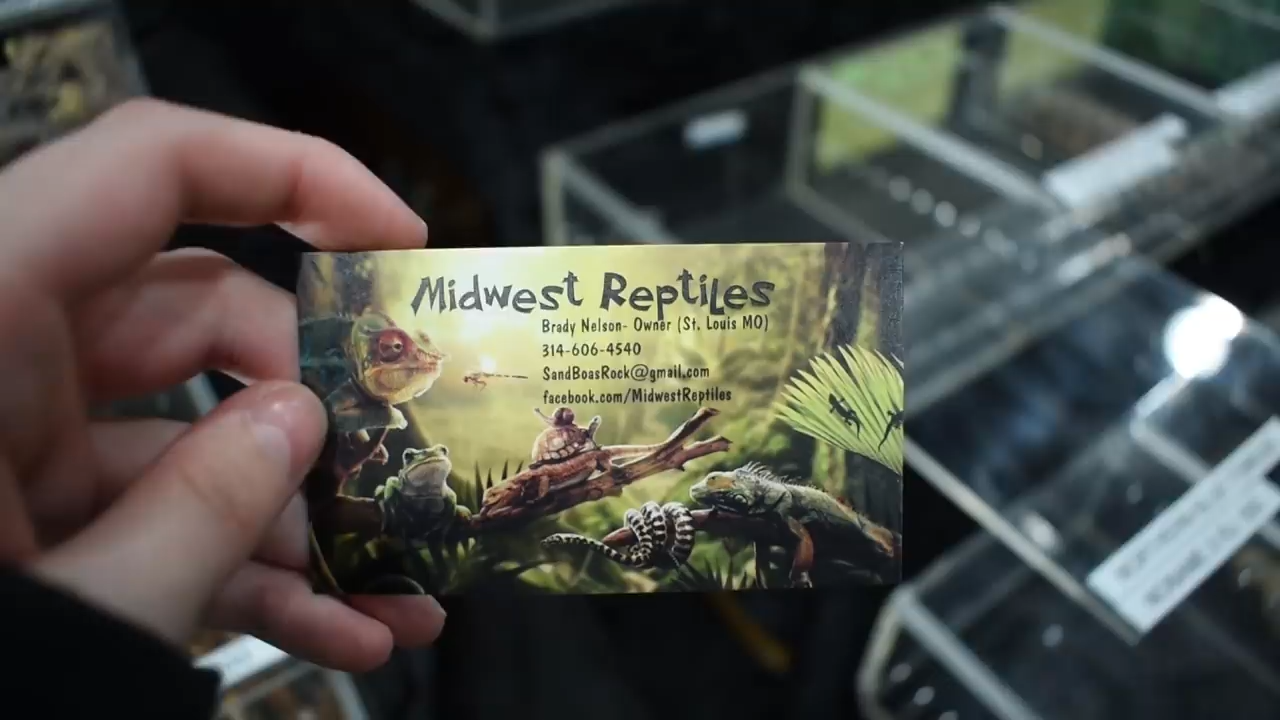 Midwest Reptiles
Brady Nelson- Owner (St. Louis MO)
314-606-4540
SandBoasRock@gmail.com
facebook.com/MidwestReptiles